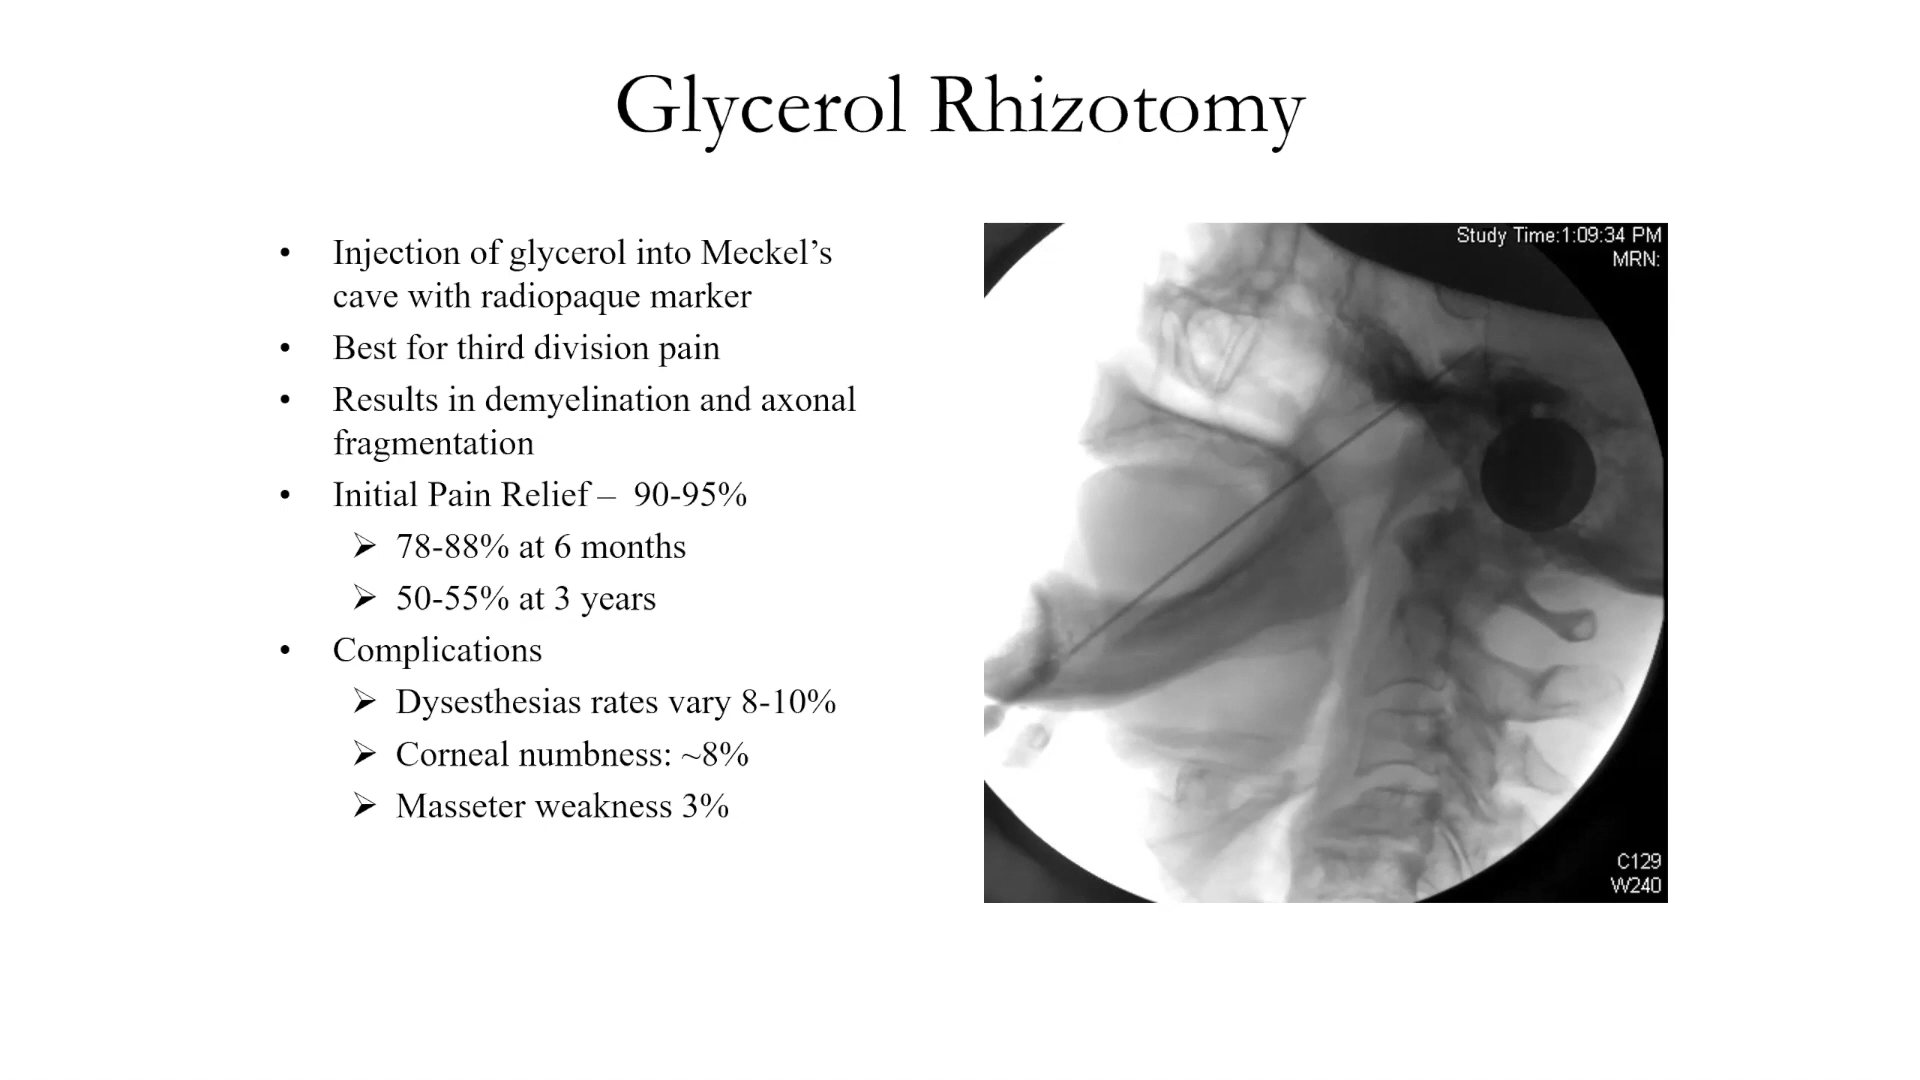 Glycerol Rhizotomy
• Injection of glycerol into Meckel’s
cave with radiopaque marker
• Best for third division pain
• Results in demyelination and axonal
fragmentation
• Initial Pain Relief – 90-95%
➢ 78-88% at 6 months
➢ 50-55% at 3 years
• Complications
➢ Dysesthesias rates vary 8-10%
➢ Corneal numbness: ~8%
➢ Masseter weakness 3%
Study Time:1:09:34 PM
MRN:
C129
W240